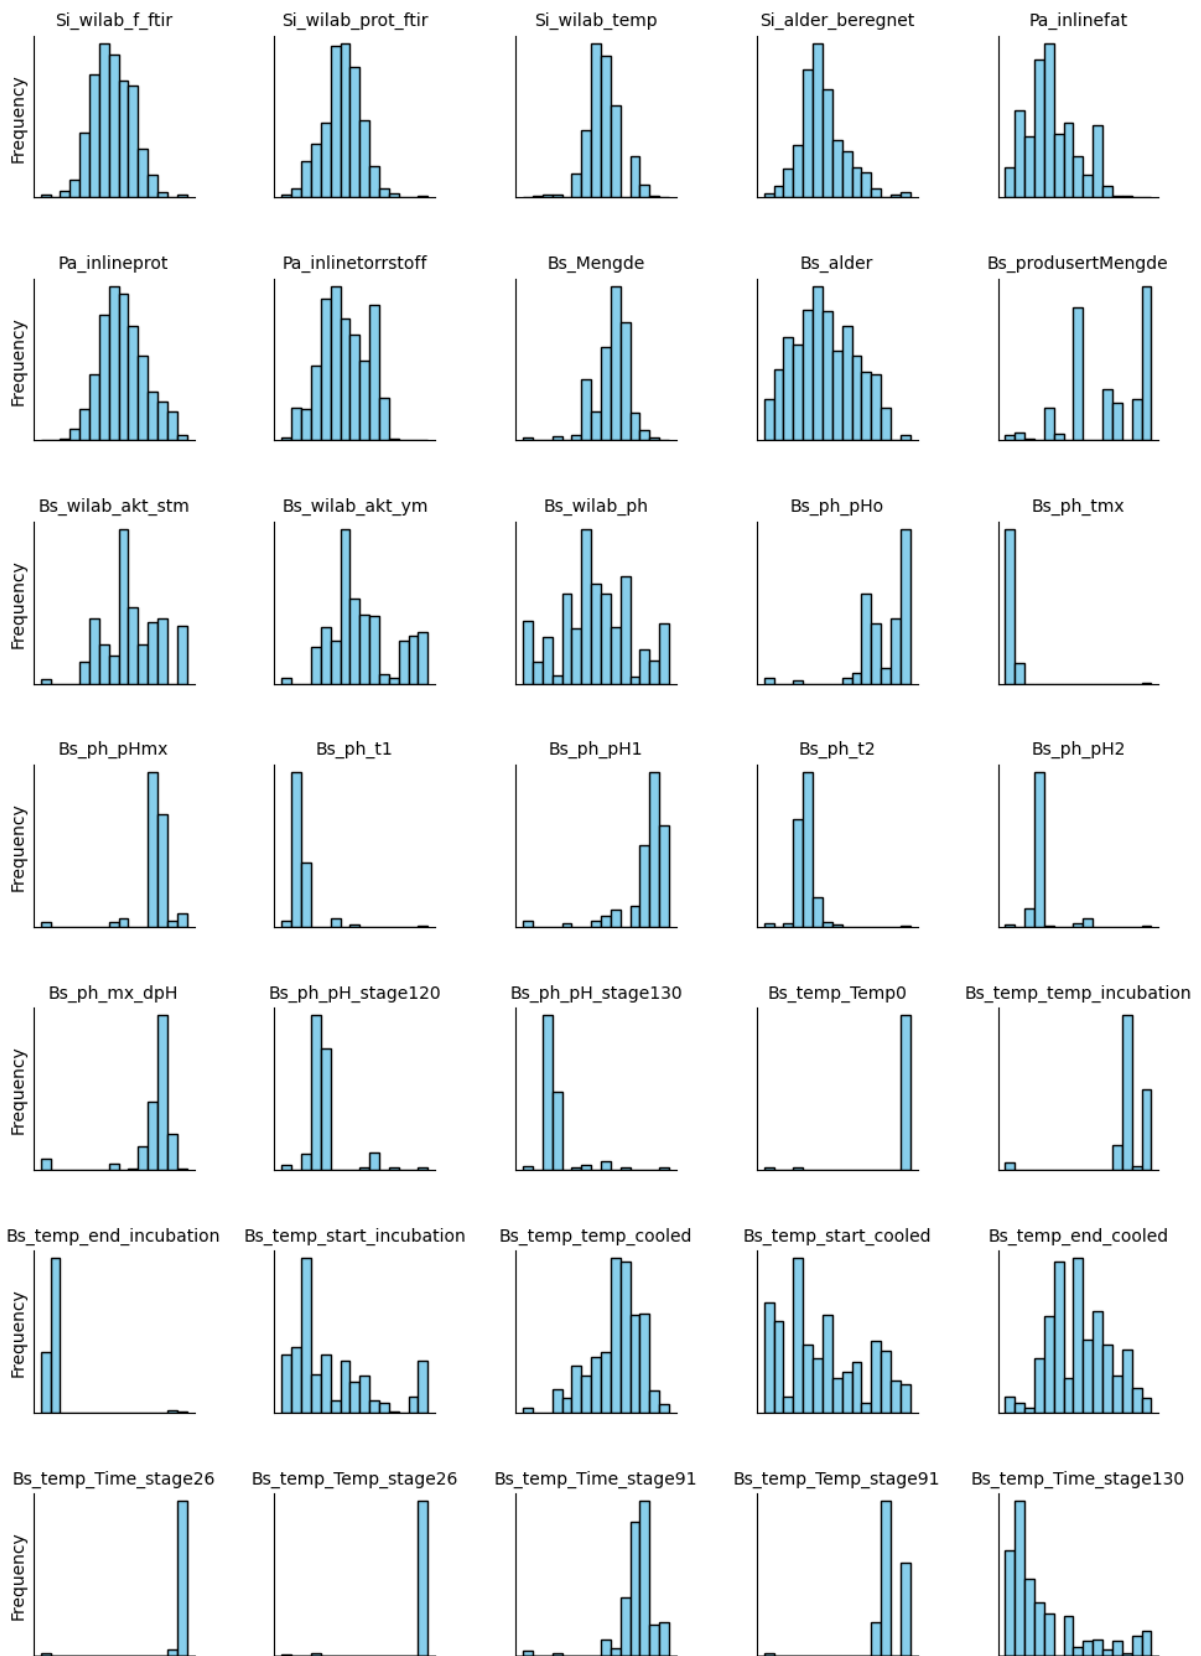 Si_wilab_f_ftir Si_wilab_prot_ftir Si_wilab_temp Si_alder_beregnet Pa_inlinefat
Frequency
Pa_inlineprot Pa_inlinetorrstoff Bs_Mengde Bs_alder Bs_produsertMengde
Frequency
Bs_wilab_akt_stm Bs_wilab_akt_ym Bs_wilab_ph Bs_ph_pHo Bs_ph_tmx
Frequency
Bs_ph_pHmx Bs_ph_t1 Bs_ph_pH1 Bs_ph_t2 Bs_ph_pH2
Frequency
Bs_ph_mx_dpH Bs_ph_pH_stage120 Bs_ph_pH_stage130 Bs_temp_Temp0 Bs_temp_temp_incubation
Frequency
Bs_temp_end_incubation Bs_temp_start_incubation Bs_temp_temp_cooled Bs_temp_start_cooled Bs_temp_end_cooled
Frequency
Bs_temp_Time_stage26 Bs_temp_Temp_stage26 Bs_temp_Time_stage91 Bs_temp_Temp_stage91 Bs_temp_Time_stage130
Frequency